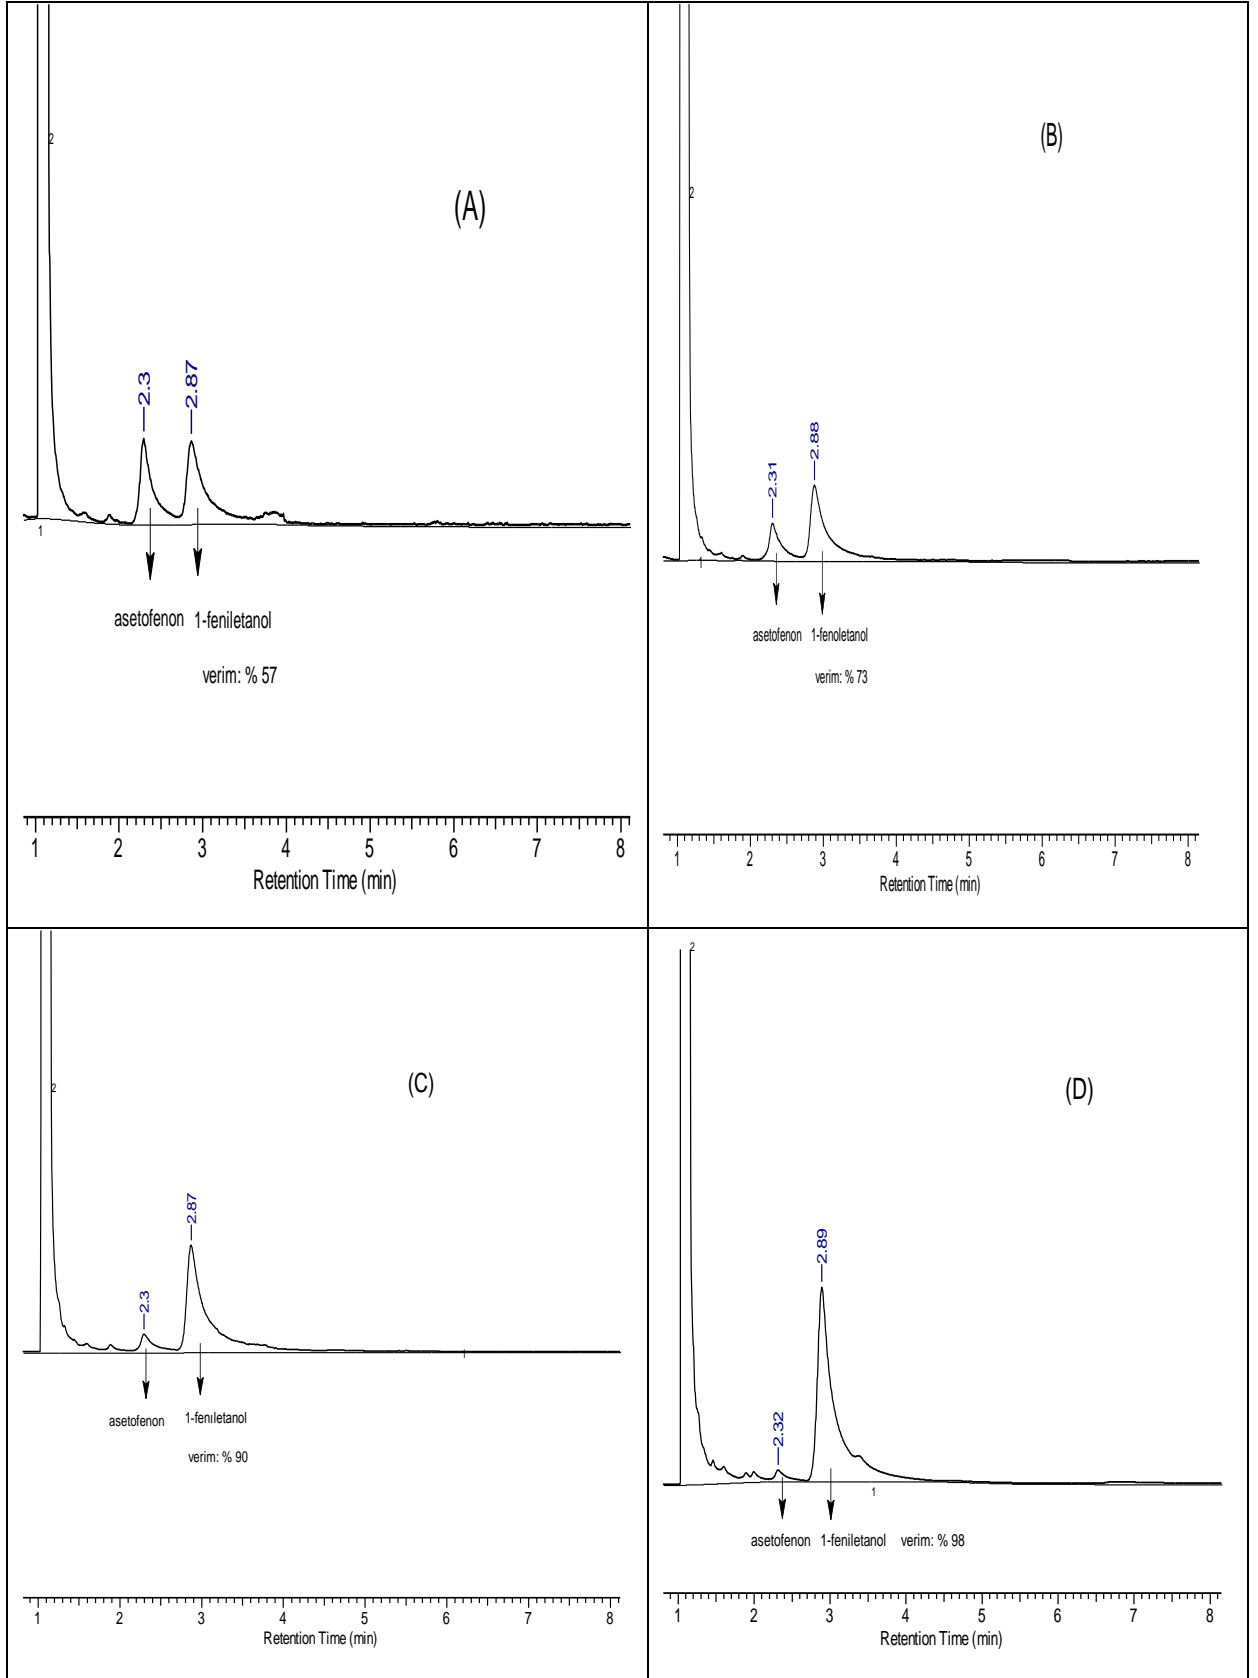 2
(A)
2.3
2.87
1
asetofenon 1-feniletanol
verim: % 57
1 2 3 4 5 6 7 8
Retention Time (min)
2
(B)
2.31
2.88
1
asetofenon 1-fenoletanol
verim: % 73
1 2 3 4 5 6 7 8
Retention Time (min)
2
(C)
2.3
2.87
1
asetofenon 1-feniletanol
verim: % 90
1 2 3 4 5 6 7 8
Retention Time (min)
2
(D)
2.32
2.89
1
asetofenon 1-feniletanol verim: % 98
1 2 3 4 5 6 7 8
Retention Time (min)